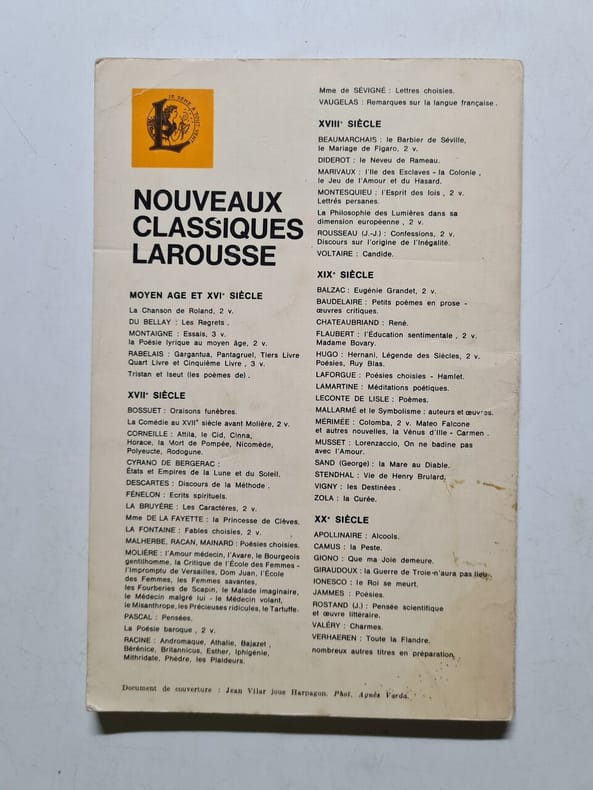 JE SÈME À TOUT VENT
NOUVEAUX
CLASSIQUES
LAROUSSE
MOYEN AGE ET XVIe SIÈCLE
La Chanson de Roland, 2 v.
DU BELLAY : Les Regrets .
MONTAIGNE : Essais, 3 v.
la Poésie lyrique au moyen âge, 2 v.
RABELAIS : Gargantua, Pantagruel, Tiers Livre
Quart Livre et Cinquième Livre , 3 v.
Tristan et Iseut (les poèmes de) .
XVIIe SIÈCLE
BOSSUET : Oraisons funèbres.
La Comédie au XVIIe siècle avant Molière, 2 v.
CORNEILLE : Attila, le Cid, Cinna,
Horace, la Mort de Pompée, Nicomède,
Polyeucte, Rodogune.
CYRANO DE BERGERAC :
États et Empires de la Lune et du Soleil.
DESCARTES : Discours de la Méthode .
FÉNELON : Ecrits spirituels.
LA BRUYÈRE : Les Caractères, 2 v.
Mme DE LA FAYETTE : la Princesse de Clèves.
LA FONTAINE : Fables choisies, 2 v.
MALHERBE, RACAN, MAINARD : Poésies choisies.
MOLIÈRE : l'Amour médecin, l'Avare, le Bourgeois
gentilhomme, la Critique de l'École des Femmes -
l'Impromptu de Versailles, Dom Juan, l'École
des Femmes, les Femmes savantes,
les Fourberies de Scapin, le Malade imaginaire,
le Médecin malgré lui - le Médecin volant,
le Misanthrope, les Précieuses ridicules, le Tartuffe.
PASCAL : Pensées.
La Poésie baroque , 2 v.
RACINE : Andromaque, Athalie, Bajazet ,
Bérénice, Britannicus, Esther, Iphigénie,
Mithridate, Phèdre, les Plaideurs.
Mme de SÉVIGNÉ : Lettres choisies.
VAUGELAS : Remarques sur la langue française .
XVIIIe SIÈCLE
BEAUMARCHAIS : le Barbier de Séville,
le Mariage de Figaro, 2 v.
DIDEROT : le Neveu de Rameau.
MARIVAUX : l'Ile des Esclaves - la Colonie ,
le Jeu de l'Amour et du Hasard.
MONTESQUIEU : l'Esprit des lois , 2 v.
Lettrés persanes.
La Philosophie des Lumières dans sa
dimension européenne , 2 v.
ROUSSEAU (J.-J.) : Confessions, 2 v.
Discours sur l'origine de l'Inégalité.
VOLTAIRE : Candide.
XIXe SIÈCLE
BALZAC : Eugénie Grandet, 2 v.
BAUDELAIRE : Petits poèmes en prose -
œuvres critiques.
CHATEAUBRIAND : René.
FLAUBERT : l'Éducation sentimentale , 2 v.
Madame Bovary.
HUGO : Hernani, Légende des Siècles, 2 v.
Poésies, Ruy Blas.
LAFORGUE : Poésies choisies - Hamlet.
LAMARTINE : Méditations poétiques.
LECONTE DE LISLE : Poèmes.
MALLARMÉ et le Symbolisme : auteurs et œuvres.
MÉRIMÉE : Colomba, 2 v. Mateo Falcone
et autres nouvelles, la Vénus d'Ille - Carmen .
MUSSET : Lorenzaccio, On ne badine pas
avec l'Amour.
SAND (George) : la Mare au Diable.
STENDHAL : Vie de Henry Brulard.
VIGNY : les Destinées .
ZOLA : la Curée.
XXe SIÈCLE
APOLLINAIRE : Alcools.
CAMUS : la Peste.
GIONO : Que ma Joie demeure.
GIRAUDOUX : la Guerre de Troie n'aura pas lieu.
IONESCO : le Roi se meurt.
JAMMES : Poésies.
ROSTAND (J.) : Pensée scientifique
et œuvre littéraire.
VALÉRY : Charmes.
VERHAEREN : Toute la Flandre.
nombreux autres titres en préparation.
Document de couverture : Jean Vilar joue Harpagon. Phot. Agnès Varda.